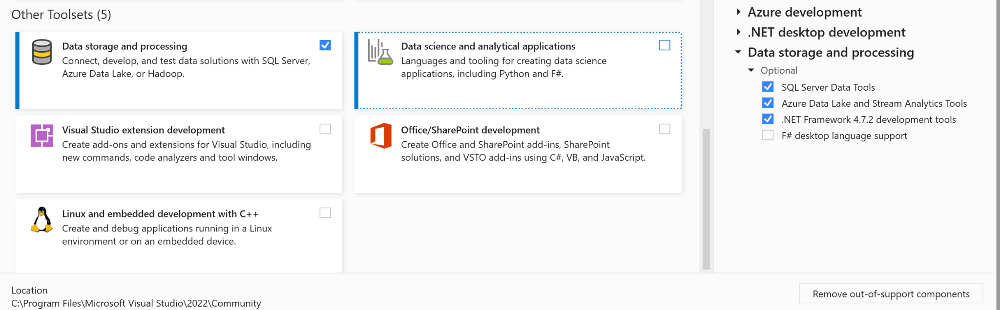 Other Toolsets (5)
Data storage and processing
Connect, develop, and test data solutions with SQL Server,
Azure Data Lake, or Hadoop.
Data science and analytical applications
Languages and tooling for creating data science
applications, including Python and F#.
Visual Studio extension development
Create add-ons and extensions for Visual Studio, including
new commands, code analyzers and tool windows.
Office/SharePoint development
Create Office and SharePoint add-ins, SharePoint
solutions, and VSTO add-ins using C#, VB, and JavaScript.
Linux and embedded development with C++
Create and debug applications running in a Linux
environment or on an embedded device.
Azure development
.NET desktop development
Data storage and processing
Optional
SQL Server Data Tools
Azure Data Lake and Stream Analytics Tools
.NET Framework 4.7.2 development tools
F# desktop language support
Location
C:\Program Files\Microsoft Visual Studio\2022\Community
Remove out-of-support components